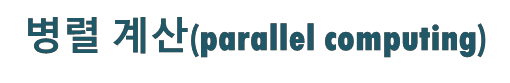 병렬 계산(parallel computing)